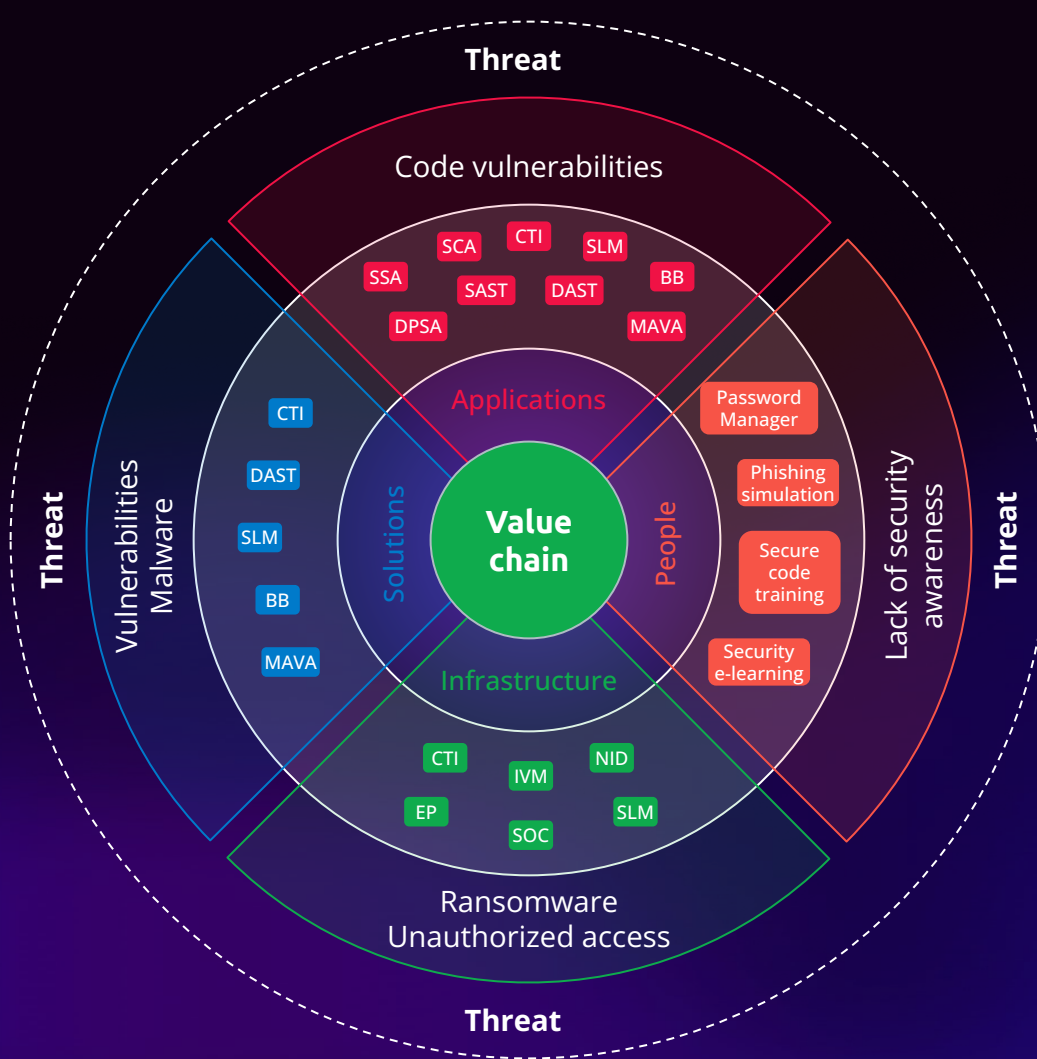 Threat
Code vulnerabilities
CTI
SCA
SLM
SSA
BB
SAST
DAST
DPSA
MAVA
Applications
Threat
Vulnerabilities
Malware
CTI
DAST
SLM
BB
MAVA
Solutions
Value
chain
People
Password
Manager
Phishing
simulation
Secure
code
training
Security
e-learning
Lack of security
awareness
Threat
Infrastructure
CTI
NID
IVM
EP
SLM
SOC
Ransomware
Unauthorized access
Threat